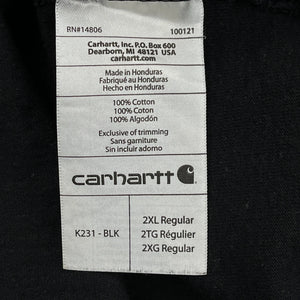 RN#14806 100121
Carhartt, Inc. P.O. Box 600
Dearborn, MI 48121 USA
carhartt.com
Made in Honduras
Fabriqué au Honduras
Hecho en Honduras
100% Cotton
100% Coton
100% Algodón
Exclusive of trimming
Sans garniture
Sin incluir adorno
carhartt
K231 - BLK
2XL Regular
2TG Régulier
2XG Regular